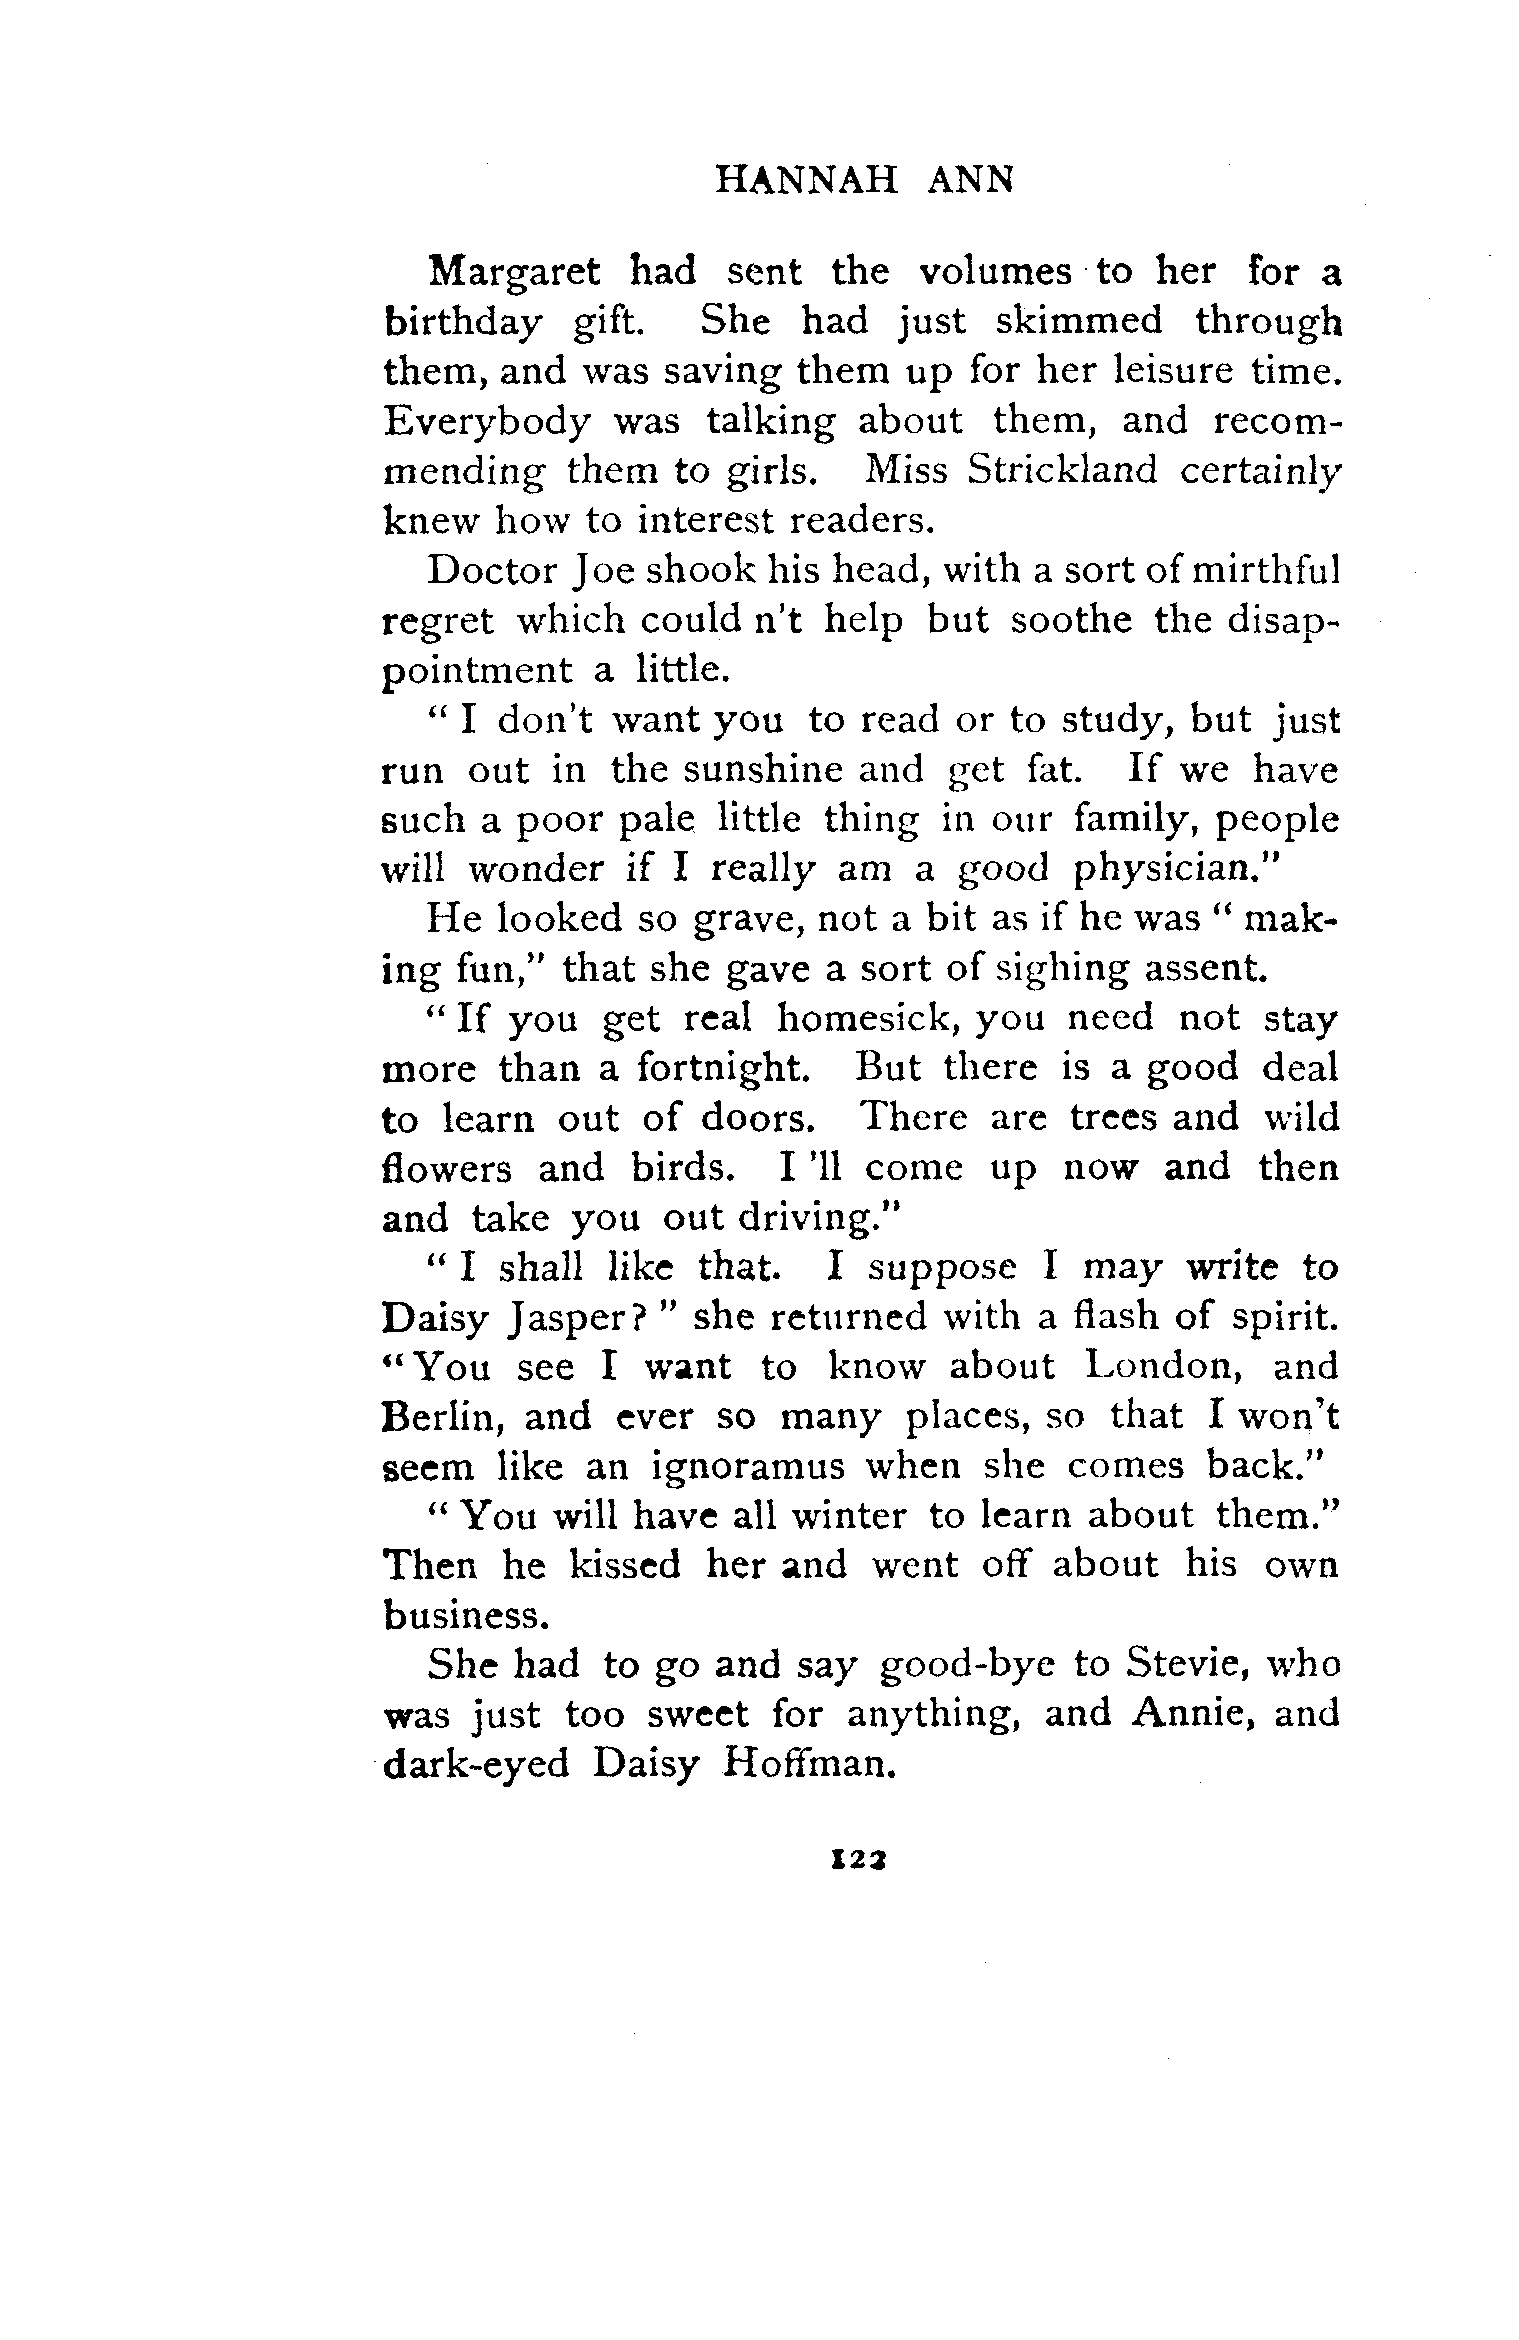 HANNAH ANN
Margaret had sent the volumes to her for a
birthday gift. She had just skimmed through
them, and was saving them up for her leisure time.
Everybody was talking about them, and recom-
mending them to girls. Miss Strickland certainly
knew how to interest readers.
Doctor Joe shook his head, with a sort of mirthful
regret which could n't help but soothe the disap-
pointment a little.
“ I don't want you to read or to study, but just
run out in the sunshine and get fat. If we have
such a poor pale little thing in our family, people
will wonder if I really am a good physician.”
He looked so grave, not a bit as if he was “ mak-
ing fun,” that she gave a sort of sighing assent.
“ If you get real homesick, you need not stay
more than a fortnight. But there is a good deal
to learn out of doors. There are trees and wild
flowers and birds. I 'll come up now and then
and take you out driving.”
“ I shall like that. I suppose I may write to
Daisy Jasper? ” she returned with a flash of spirit.
“ You see I want to know about London, and
Berlin, and ever so many places, so that I won't
seem like an ignoramus when she comes back.”
“ You will have all winter to learn about them.”
Then he kissed her and went off about his own
business.
She had to go and say good-bye to Stevie, who
was just too sweet for anything, and Annie, and
dark-eyed Daisy Hoffman.
122